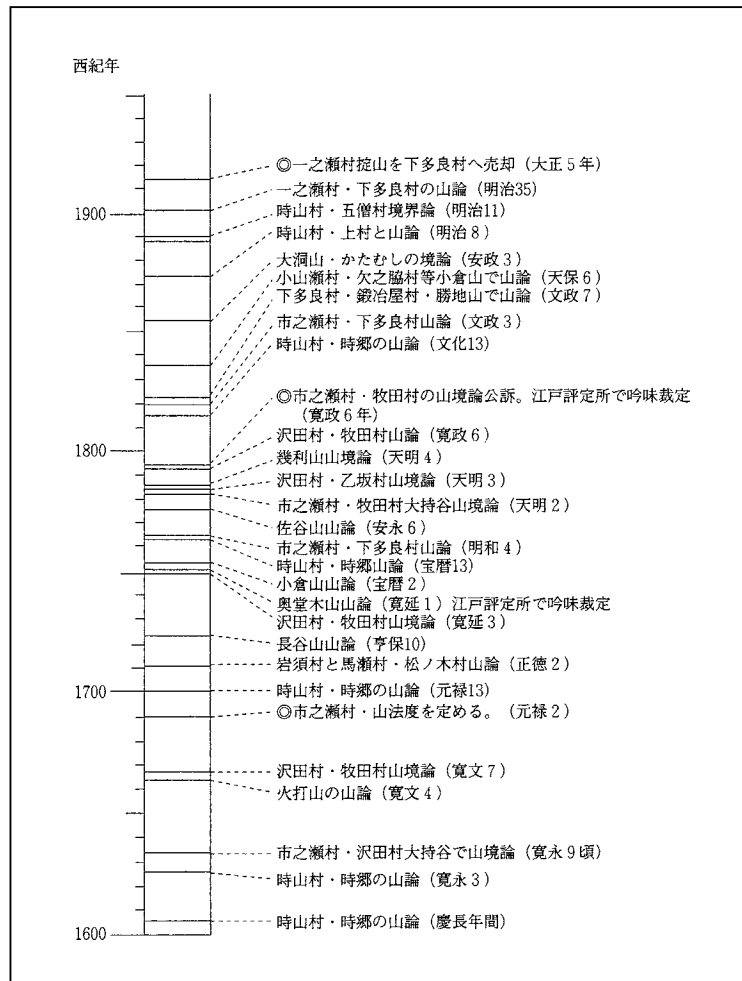 西紀年
◎一之瀬村掟山を下多良村へ売却(大正5年)
一之瀬村・下多良村の山論(明治35)
1900
時山村・五僧村境界論(明治11)
時山村・上村と山論(明治8)
大洞山・かたむしの境論(安政3)
小山瀬村・欠之脇村等小倉山で山論(天保6)
下多良村・鍛冶屋村・勝地山で山論(文政7)
市之瀬村・下多良村山論(文政3)
時山村・時郷の山論(文化13)
◎市之瀬村・牧田村の山境論公訴。江戸評定所で吟味裁定
(寛政6年)
沢田村・牧田村山論(寛政6)
1800
幾利山山境論(天明4)
沢田村・乙坂村山境論(天明3)
市之瀬村・牧田村大持谷山境論(天明2)
佐谷山山論(安永6)
市之瀬村・下多良村山論(明和4)
時山村・時郷山論(宝暦13)
小倉山山論(宝暦2)
奥堂木山山論(寛延1)江戸評定所で吟味裁定
沢田村・牧田村山境論(寛延3)
長谷山山論(亨保10)
岩須村と馬瀬村・松ノ木村山論(正徳2)
1700
時山村・時郷の山論(元禄13)
◎市之瀬村・山法度を定める。(元禄2)
沢田村・牧田村山境論(寛文7)
火打山の山論(寛文4)
市之瀬村・沢田村大持谷で山境論(寛永9頃)
時山村・時郷の山論(寛永3)
時山村・時郷の山論(慶長年間)
1600